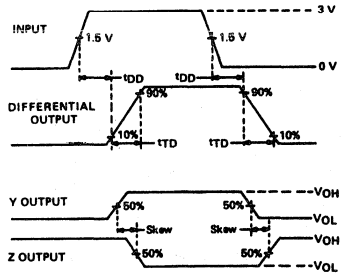 3 V
INPUT
1.5 V
1.5 V
0 V
tDD
tDD
DIFFERENTIAL
OUTPUT
90%
90%
10%
10%
tTD
tTD
Y OUTPUT
50%
50%
VOH
VOL
Skew
Skew
Z OUTPUT
50%
50%
VOH
VOL